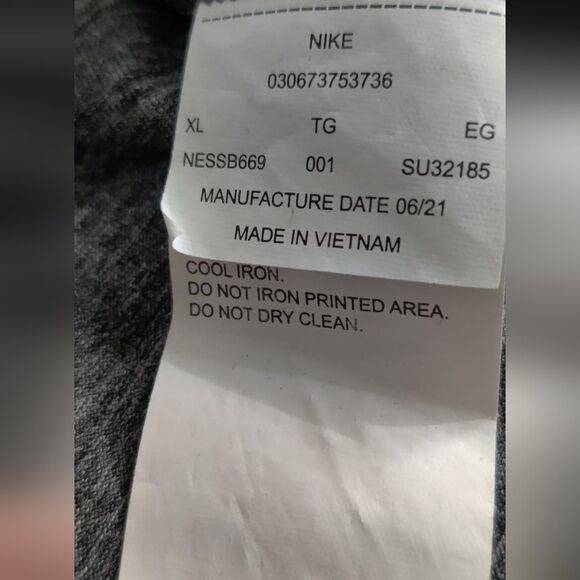 NIKE
030673753736
XL TG EG
NESSB669 001 SU32185
MANUFACTURE DATE 06/21
MADE IN VIETNAM
COOL IRON.
DO NOT IRON PRINTED AREA.
DO NOT DRY CLEAN.